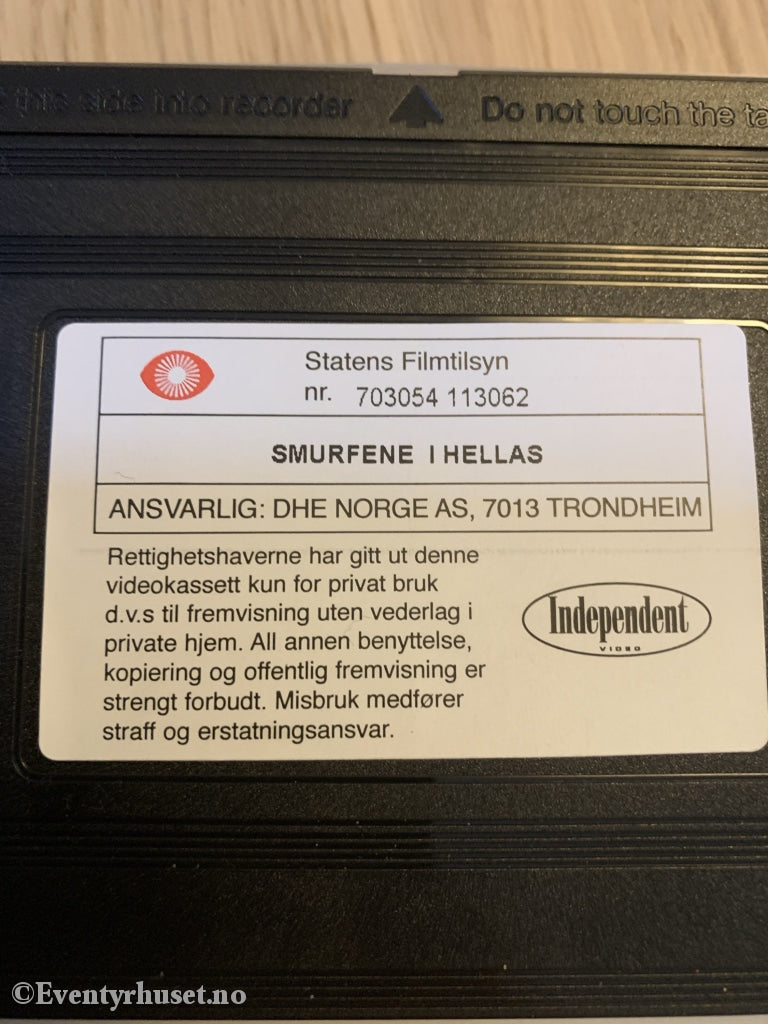 this side into recorder Do not touch the
Statens Filmtilsyn
nr. 703054 113062
SMURFENE I HELLAS
ANSVARLIG: DHE NORGE AS, 7013 TRONDHEIM
Rettighetshaverne har gitt ut denne
videokassett kun for privat bruk
d.v.s til fremvisning uten vederlag i
private hjem. All annen benyttelse,
kopiering og offentlig fremvisning er
strengt forbudt. Misbruk medfører
straff og erstatningsansvar.
Independent
VIDEO
©Eventyrhuset.no